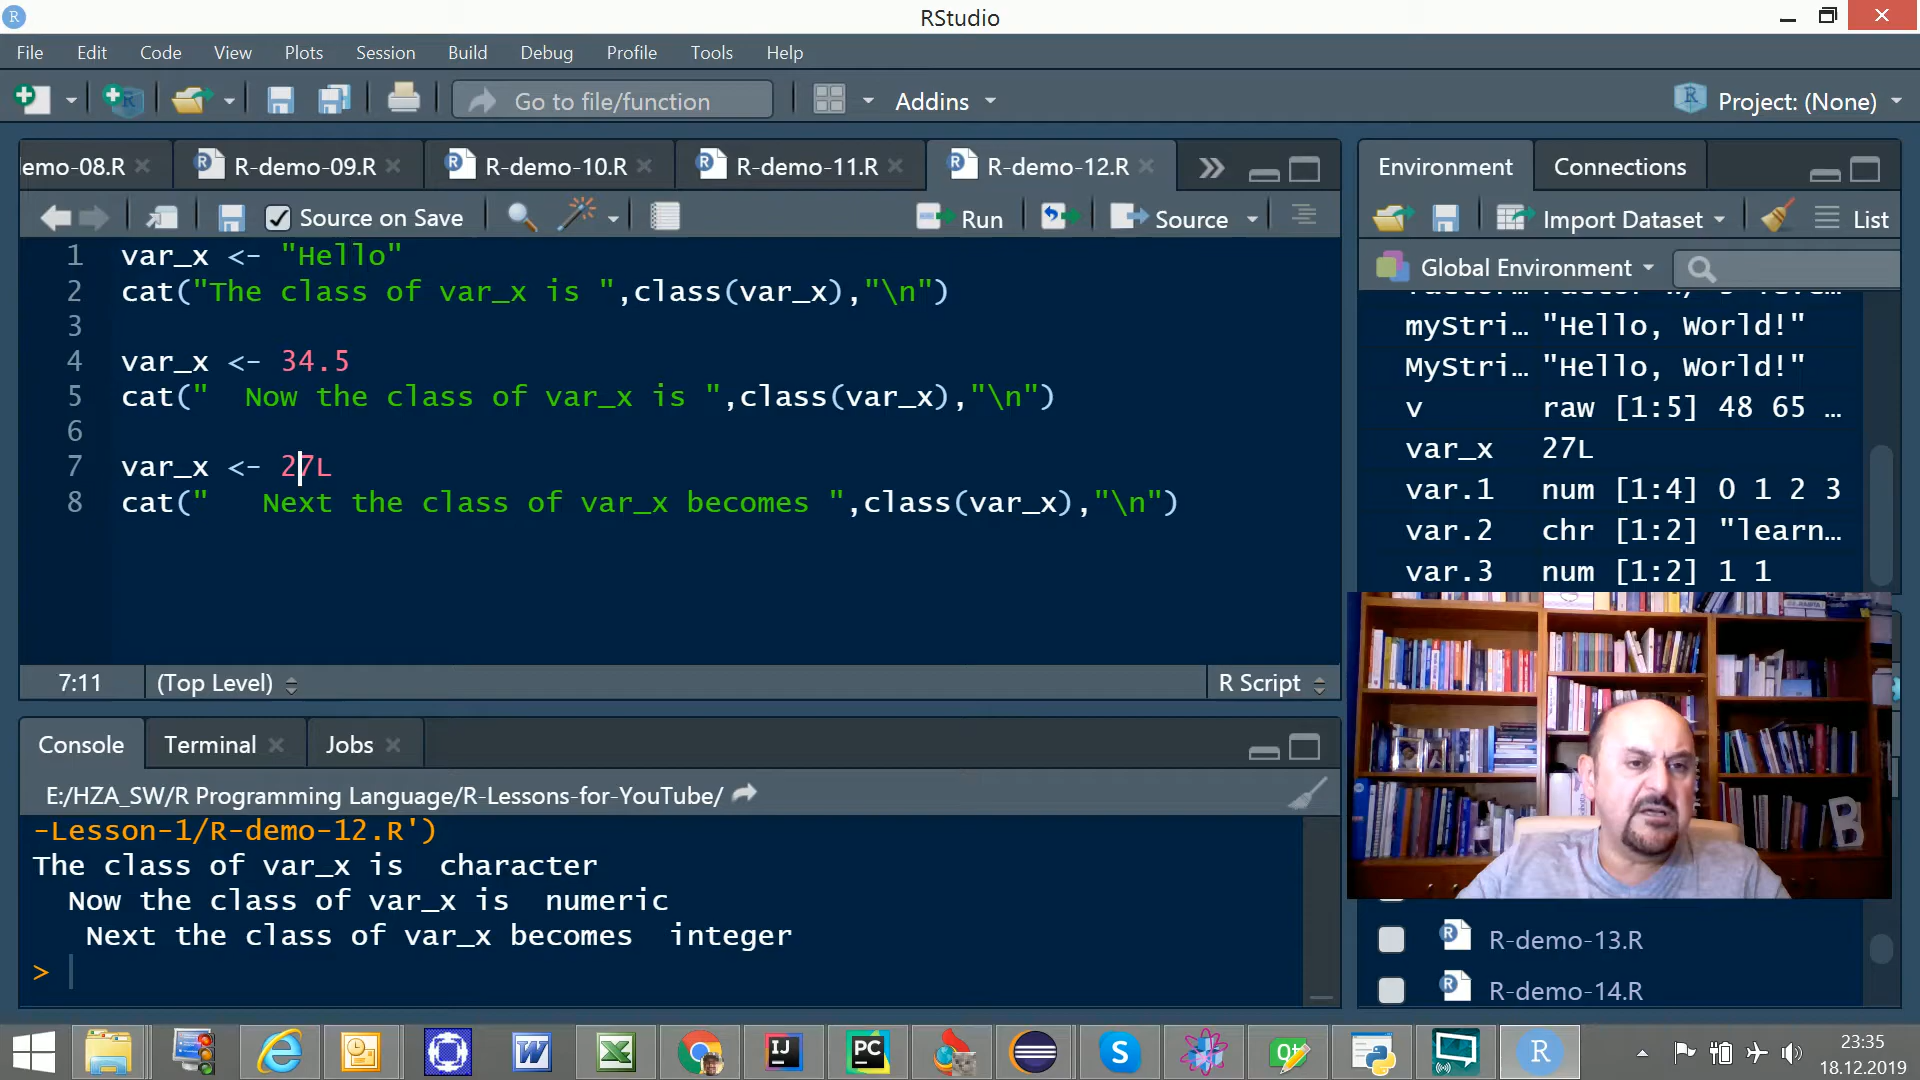 RStudio
File Edit Code View Plots Session Build Debug Profile Tools Help
Go to file/function
Addins
Project: (None)
emo-08.R
R-demo-09.R
R-demo-10.R
R-demo-11.R
R-demo-12.R
Source on Save
Run
Source
1 var_x <- "Hello"
2 cat("The class of var_x is ",class(var_x),"\n")
3
4 var_x <- 34.5
5 cat("  Now the class of var_x is ",class(var_x),"\n")
6
7 var_x <- 27L
8 cat("   Next the class of var_x becomes ",class(var_x),"\n")
7:11 (Top Level) R Script
Console Terminal Jobs
E:/HZA_SW/R Programming Language/R-Lessons-for-YouTube/
-Lesson-1/R-demo-12.R')
The class of var_x is  character
  Now the class of var_x is  numeric
   Next the class of var_x becomes  integer
>
Environment Connections
Import Dataset
List
Global Environment
myStri… "Hello, World!"
MyStri… "Hello, World!"
v raw [1:5] 48 65 …
var_x 27L
var.1 num [1:4] 0 1 2 3
var.2 chr [1:2] "learn…
var.3 num [1:2] 1 1
B
R-demo-13.R
R-demo-14.R
23:35
18.12.2019